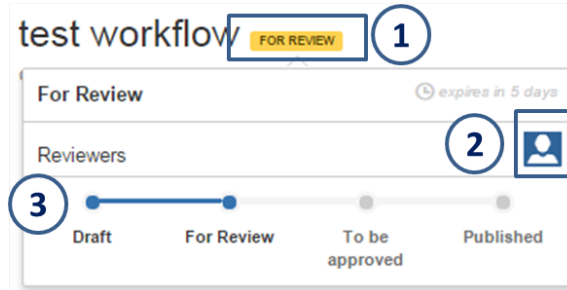 test workflow FOR REVIEW 1
For Review expires in 5 days
Reviewers 2
3
Draft For Review To be approved Published